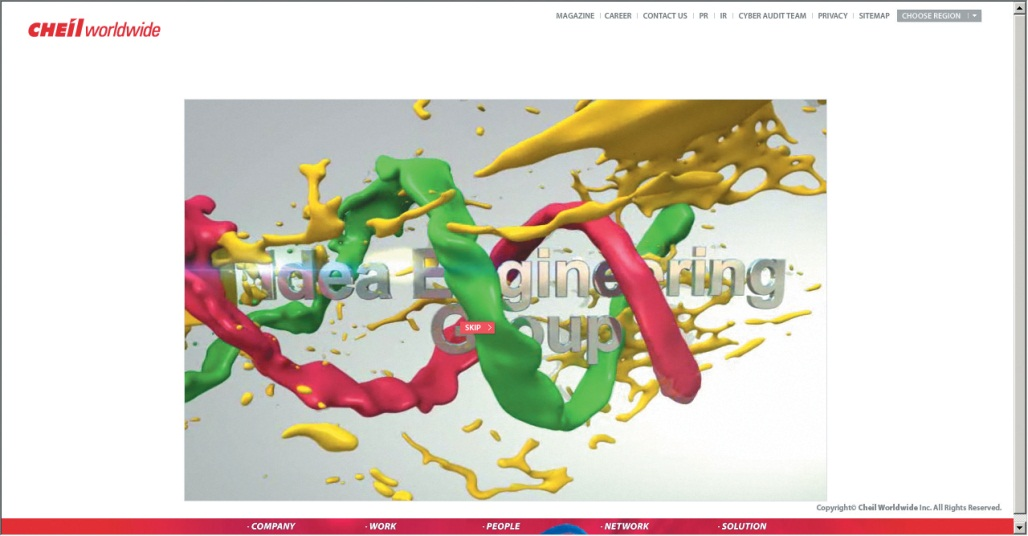 CHEIL worldwide
MAGAZINE | CAREER | CONTACT US | PR | IR | CYBER AUDIT TEAM | PRIVACY | SITEMAP CHOOSE REGION
Idea Engineering
Group
SKIP
Copyright© Cheil Worldwide Inc. All Rights Reserved.
· COMPANY · WORK · PEOPLE · NETWORK · SOLUTION